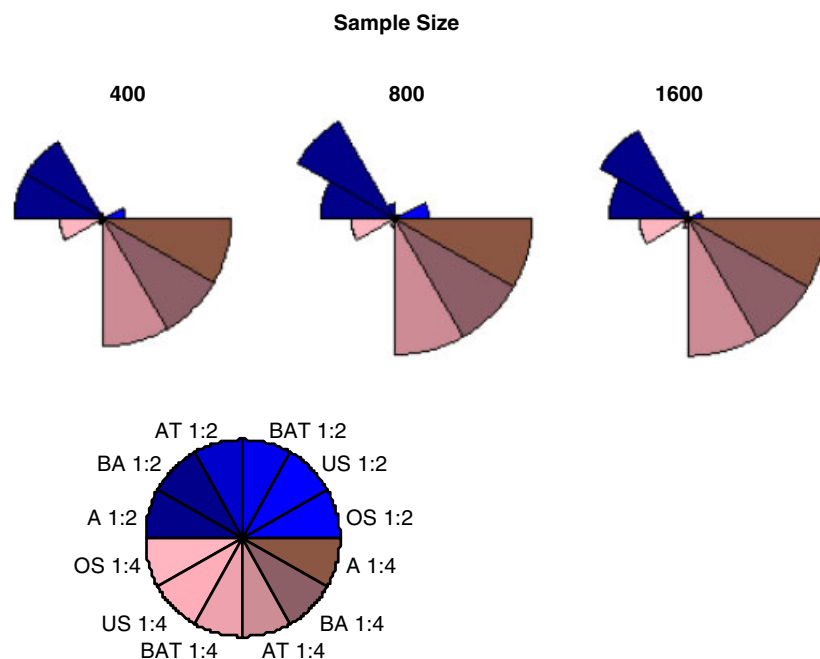 Sample Size
400 800 1600
AT 1:2 BAT 1:2
BA 1:2 US 1:2
A 1:2 OS 1:2
OS 1:4 A 1:4
US 1:4 BA 1:4
BAT 1:4 AT 1:4